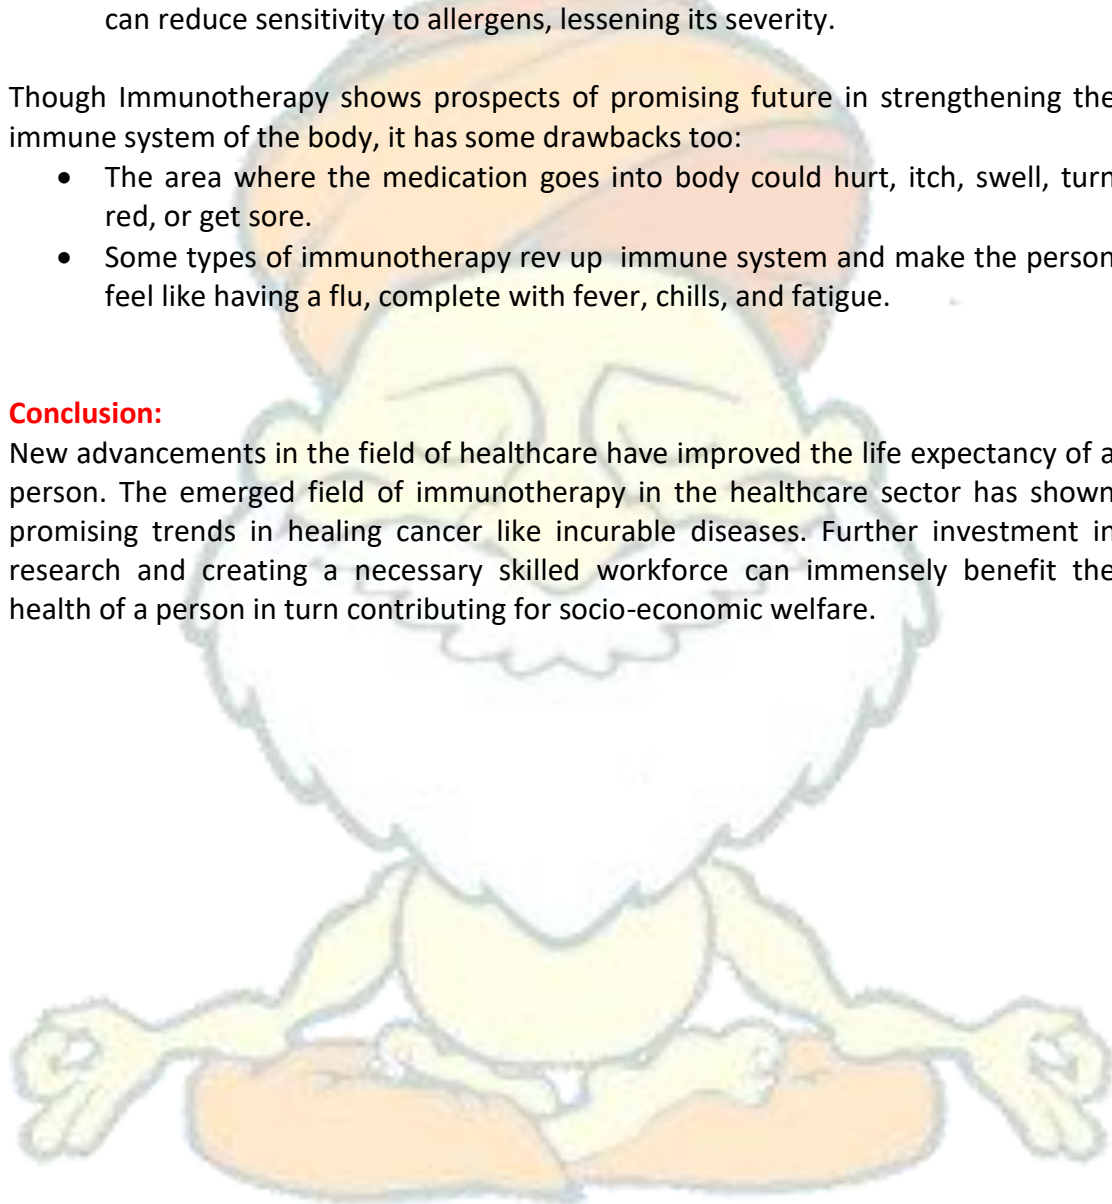 can reduce sensitivity to allergens, lessening its severity.
Though Immunotherapy shows prospects of promising future in strengthening the
immune system of the body, it has some drawbacks too:
• The area where the medication goes into body could hurt, itch, swell, turn
red, or get sore.
• Some types of immunotherapy rev up immune system and make the person
feel like having a flu, complete with fever, chills, and fatigue.
Conclusion:
New advancements in the field of healthcare have improved the life expectancy of a
person. The emerged field of immunotherapy in the healthcare sector has shown
promising trends in healing cancer like incurable diseases. Further investment in
research and creating a necessary skilled workforce can immensely benefit the
health of a person in turn contributing for socio-economic welfare.